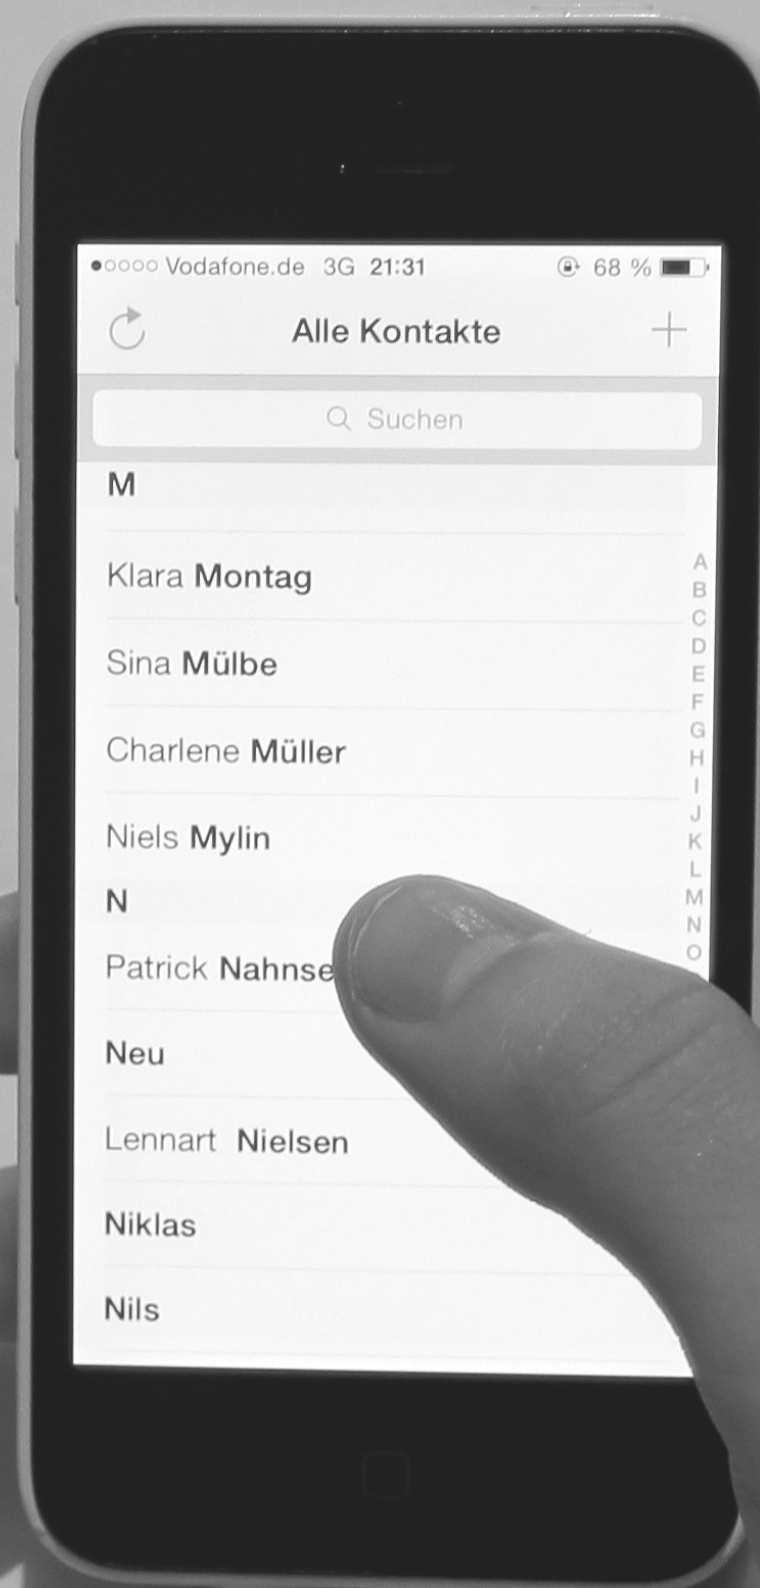 Vodafone.de 3G 21:31 68 %
Alle Kontakte
Suchen
M
Klara Montag
Sina Mülbe
Charlene Müller
Niels Mylin
N
Patrick
Neu
Lennart Nielsen
Niklas
Nils
A
B
C
D
E
F
G
H
I
J
K
L
M
N
O